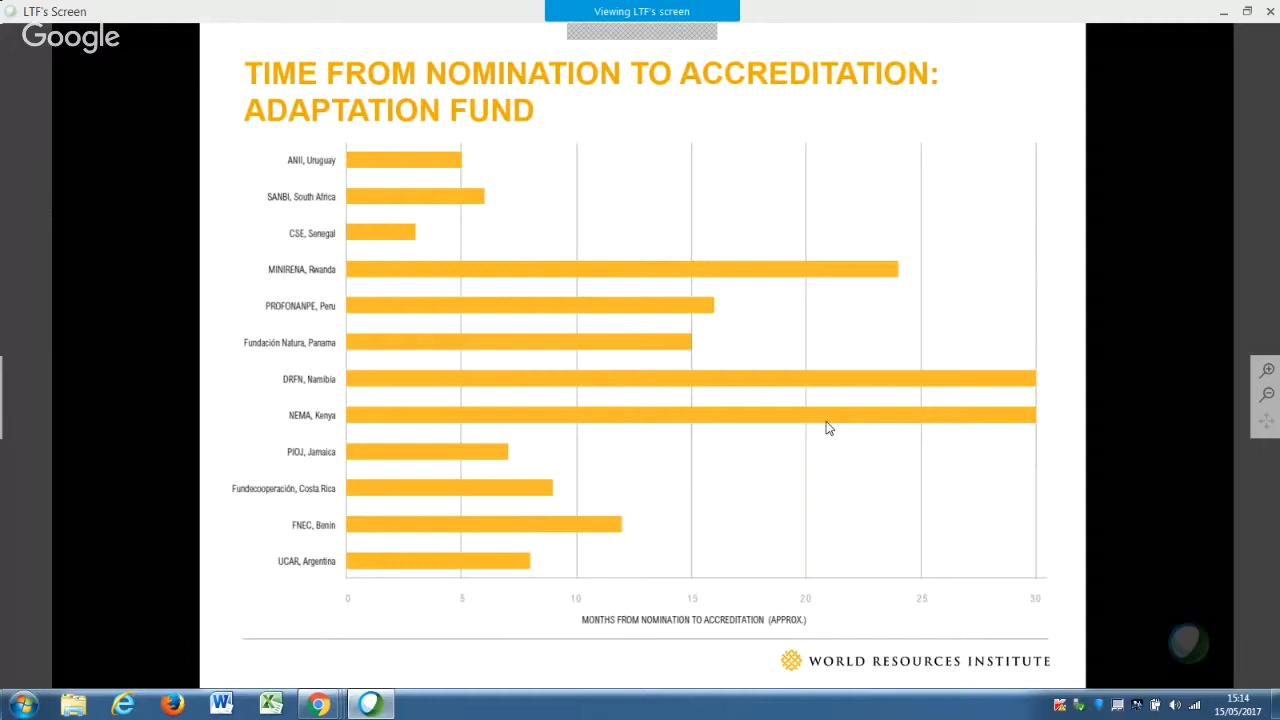 LTF's Screen
Viewing LTF's screen
Google
TIME FROM NOMINATION TO ACCREDITATION:
ADAPTATION FUND
ANII, Uruguay
SANBI, South Africa
CSE, Senegal
MINIRENA, Rwanda
PROFONANPE, Peru
Fundación Natura, Panama
DRFN, Namibia
NEMA, Kenya
PIOJ, Jamaica
Fundecooperación, Costa Rica
FNEC, Benin
UCAR, Argentina
0 5 10 15 20 25 30
MONTHS FROM NOMINATION TO ACCREDITATION (APPROX.)
WORLD RESOURCES INSTITUTE
15:14
15/05/2017